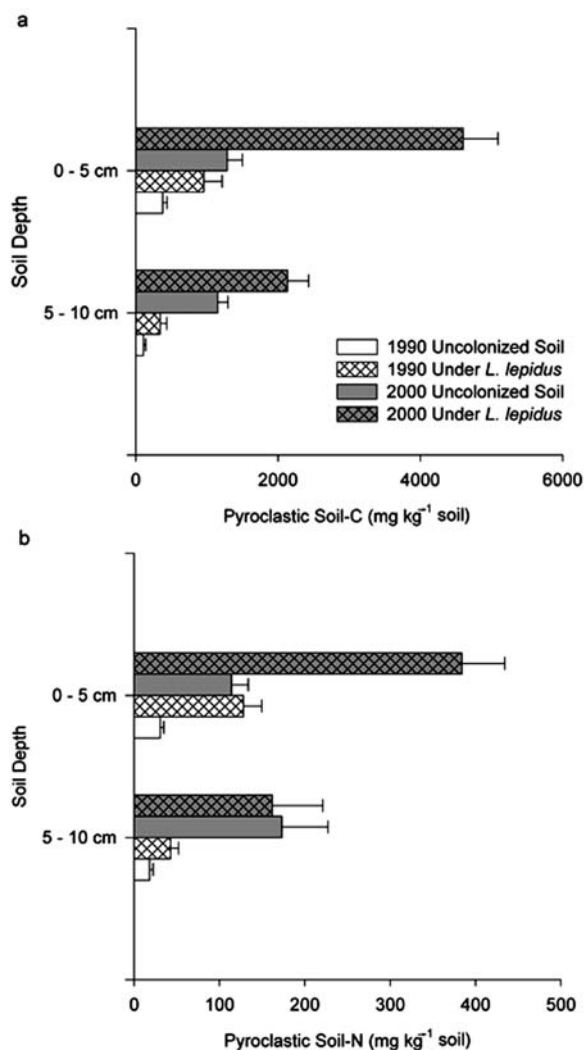 a
Soil Depth
0 - 5 cm
5 - 10 cm
1990 Uncolonized Soil
1990 Under L. lepidus
2000 Uncolonized Soil
2000 Under L. lepidus
0 2000 4000 6000
Pyroclastic Soil-C (mg kg⁻¹ soil)
b
Soil Depth
0 - 5 cm
5 - 10 cm
0 100 200 300 400 500
Pyroclastic Soil-N (mg kg⁻¹ soil)